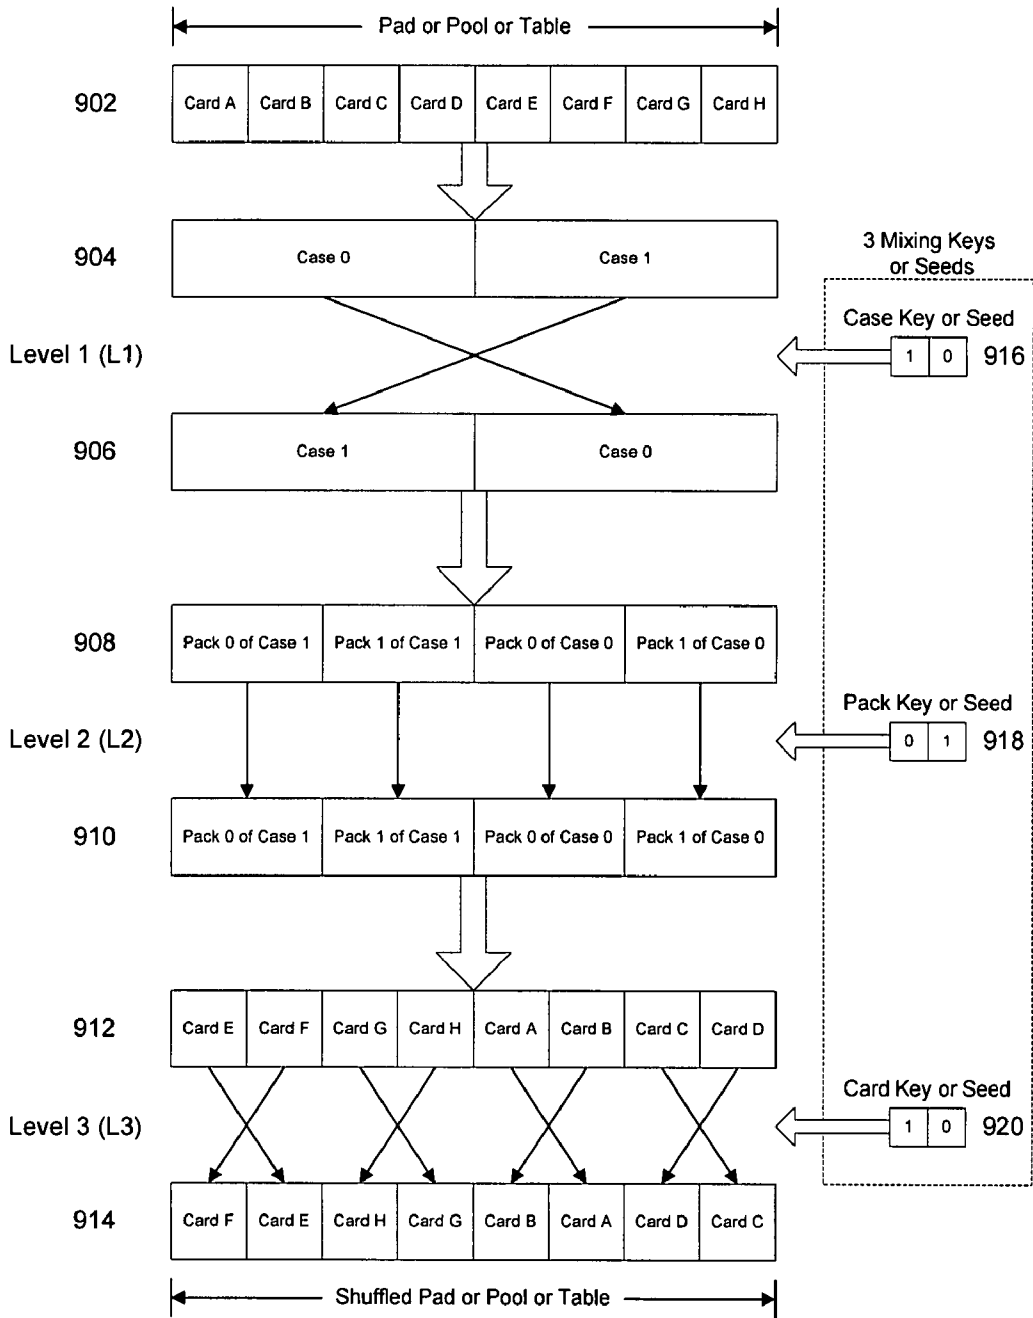 Pad or Pool or Table
902 Card A Card B Card C Card D Card E Card F Card G Card H
904 Case 0 Case 1
3 Mixing Keys
or Seeds
Case Key or Seed
Level 1 (L1) 1 0 916
906 Case 1 Case 0
908 Pack 0 of Case 1 Pack 1 of Case 1 Pack 0 of Case 0 Pack 1 of Case 0
Pack Key or Seed
Level 2 (L2) 0 1 918
910 Pack 0 of Case 1 Pack 1 of Case 1 Pack 0 of Case 0 Pack 1 of Case 0
912 Card E Card F Card G Card H Card A Card B Card C Card D
Card Key or Seed
Level 3 (L3) 1 0 920
914 Card F Card E Card H Card G Card B Card A Card D Card C
Shuffled Pad or Pool or Table